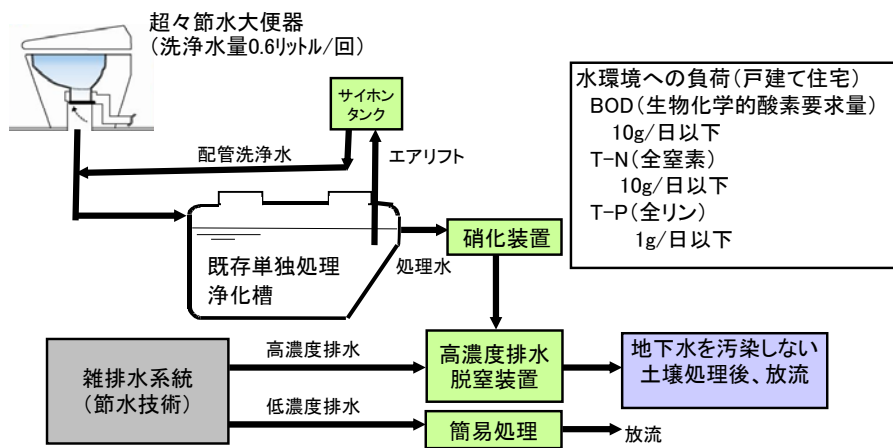 超々節水大便器
(洗浄水量0.6リットル/回)
サイホン
タンク
配管洗浄水
エアリフト
水環境への負荷(戸建て住宅)
BOD(生物化学的酸素要求量)
10g/日以下
T-N(全窒素)
10g/日以下
T-P(全リン)
1g/日以下
既存単独処理
浄化槽
処理水
硝化装置
雑排水系統
(節水技術)
高濃度排水
低濃度排水
高濃度排水
脱窒装置
簡易処理
地下水を汚染しない
土壌処理後、放流
放流